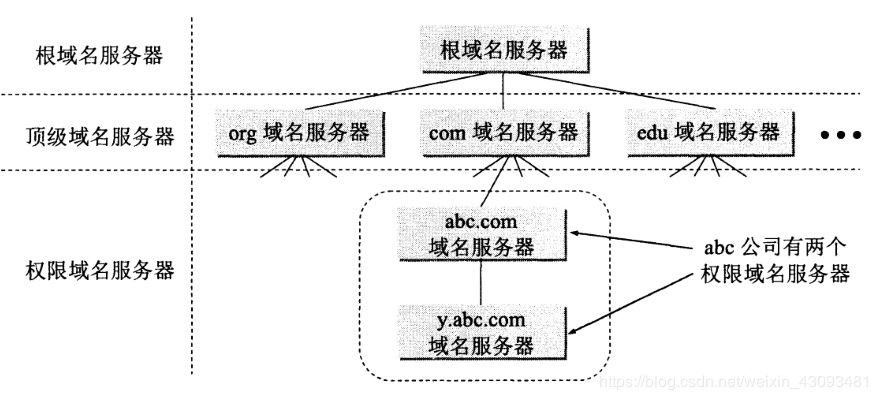 根域名服务器
根域名服务器
顶级域名服务器
org 域名服务器
com 域名服务器
edu 域名服务器
权限域名服务器
abc.com
域名服务器
y.abc.com
域名服务器
abc 公司有两个
权限域名服务器
https://blog.csdn.net/weixin_43093481